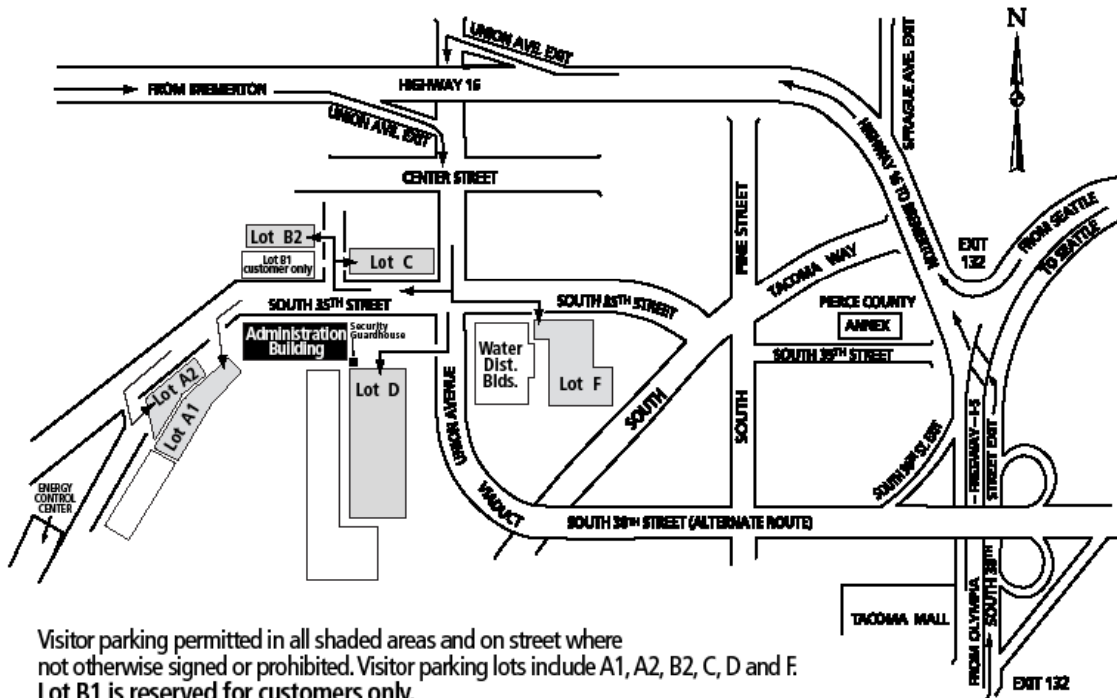 N
UNION AVE. EXIT
SPRAGUE AVE. EXIT
FROM BREMERTON
HIGHWAY 16
UNION AVE. EXIT
HIGHWAY 16 TO BREMERTON
CENTER STREET
PINE STREET
FROM SEATTLE
TO SEATTLE
EXIT
132
Lot B2
Lot B1
customer only
Lot C
TACOMA WAY
PIERCE COUNTY
ANNEX
SOUTH 35TH STREET
SOUTH 35TH STREET
Administration
Building
Security
Guardhouse
Water
Dist.
Blds.
SOUTH 35TH STREET
Lot A2
Lot A1
Lot D
Lot F
UNION AVENUE
SOUTH
SOUTH
VIADUCT
SOUTH 38TH ST. EXIT
FREEWAY I-5
STREET EXIT
ENERGY
CONTROL
CENTER
SOUTH 38TH STREET (ALTERNATE ROUTE)
TACOMA MALL
FROM OLYMPIA
SOUTH 38TH
EXIT 132
Visitor parking permitted in all shaded areas and on street where
not otherwise signed or prohibited. Visitor parking lots include A1, A2, B2, C, D and F.
Lot B1 is reserved for customers only.